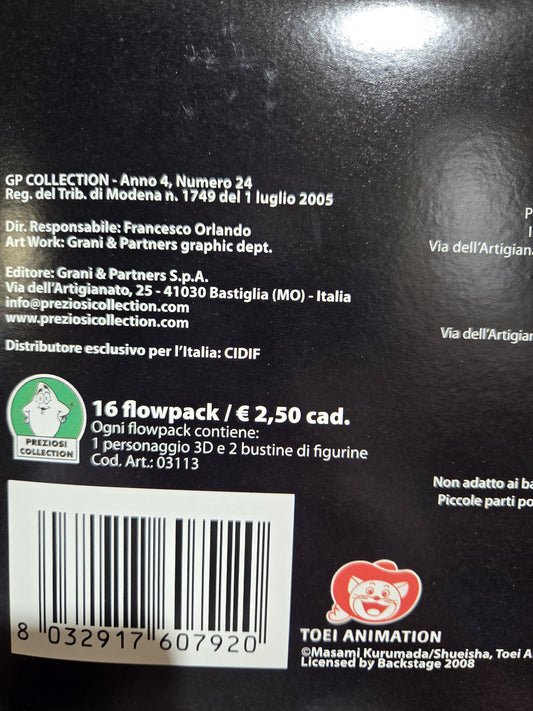 GP COLLECTION - Anno 4, Numero 24
Reg. del Trib. di Modena n. 1749 del 1 luglio 2005
Dir. Responsabile: Francesco Orlando
Art Work: Grani & Partners graphic dept.
Editore: Grani & Partners S.p.A.
Via dell’Artigianato, 25 - 41030 Bastiglia (MO) - Italia
info@preziosicollection.com
www.preziosicollection.com
Distributore esclusivo per l’Italia: CIDIF
P
I
Via dell’Artigiana
Via dell’Artigian
PREZIOSI
COLLECTION
16 flowpack / € 2,50 cad.
Ogni flowpack contiene:
1 personaggio 3D e 2 bustine di figurine
Cod. Art.: 03113
Non adatto ai ba
Piccole parti po
8 032917 607920
TOEI ANIMATION
©Masami Kurumada/Shueisha, Toei A
Licensed by Backstage 2008